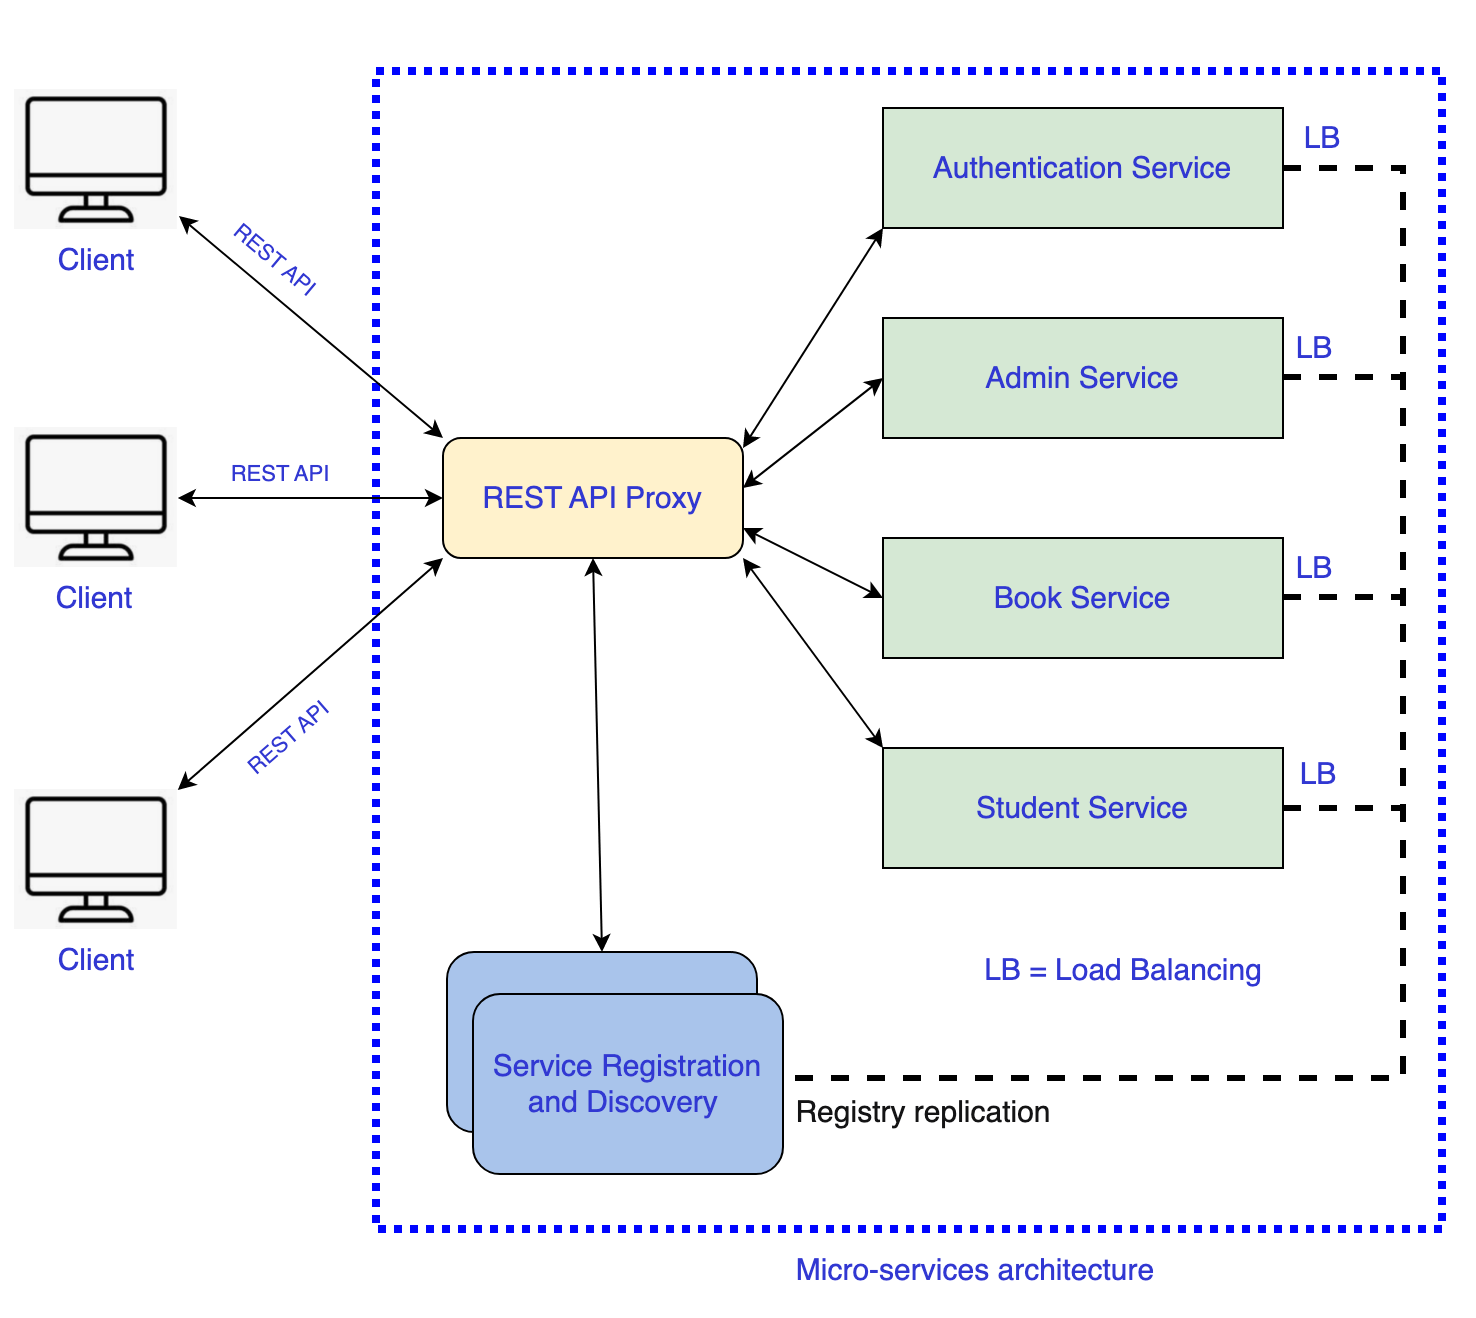 Client
REST API
Client
REST API
Client
REST API
REST API Proxy
Authentication Service
LB
Admin Service
LB
Book Service
LB
Student Service
LB
LB = Load Balancing
Service Registration
and Discovery
Registry replication
Micro-services architecture